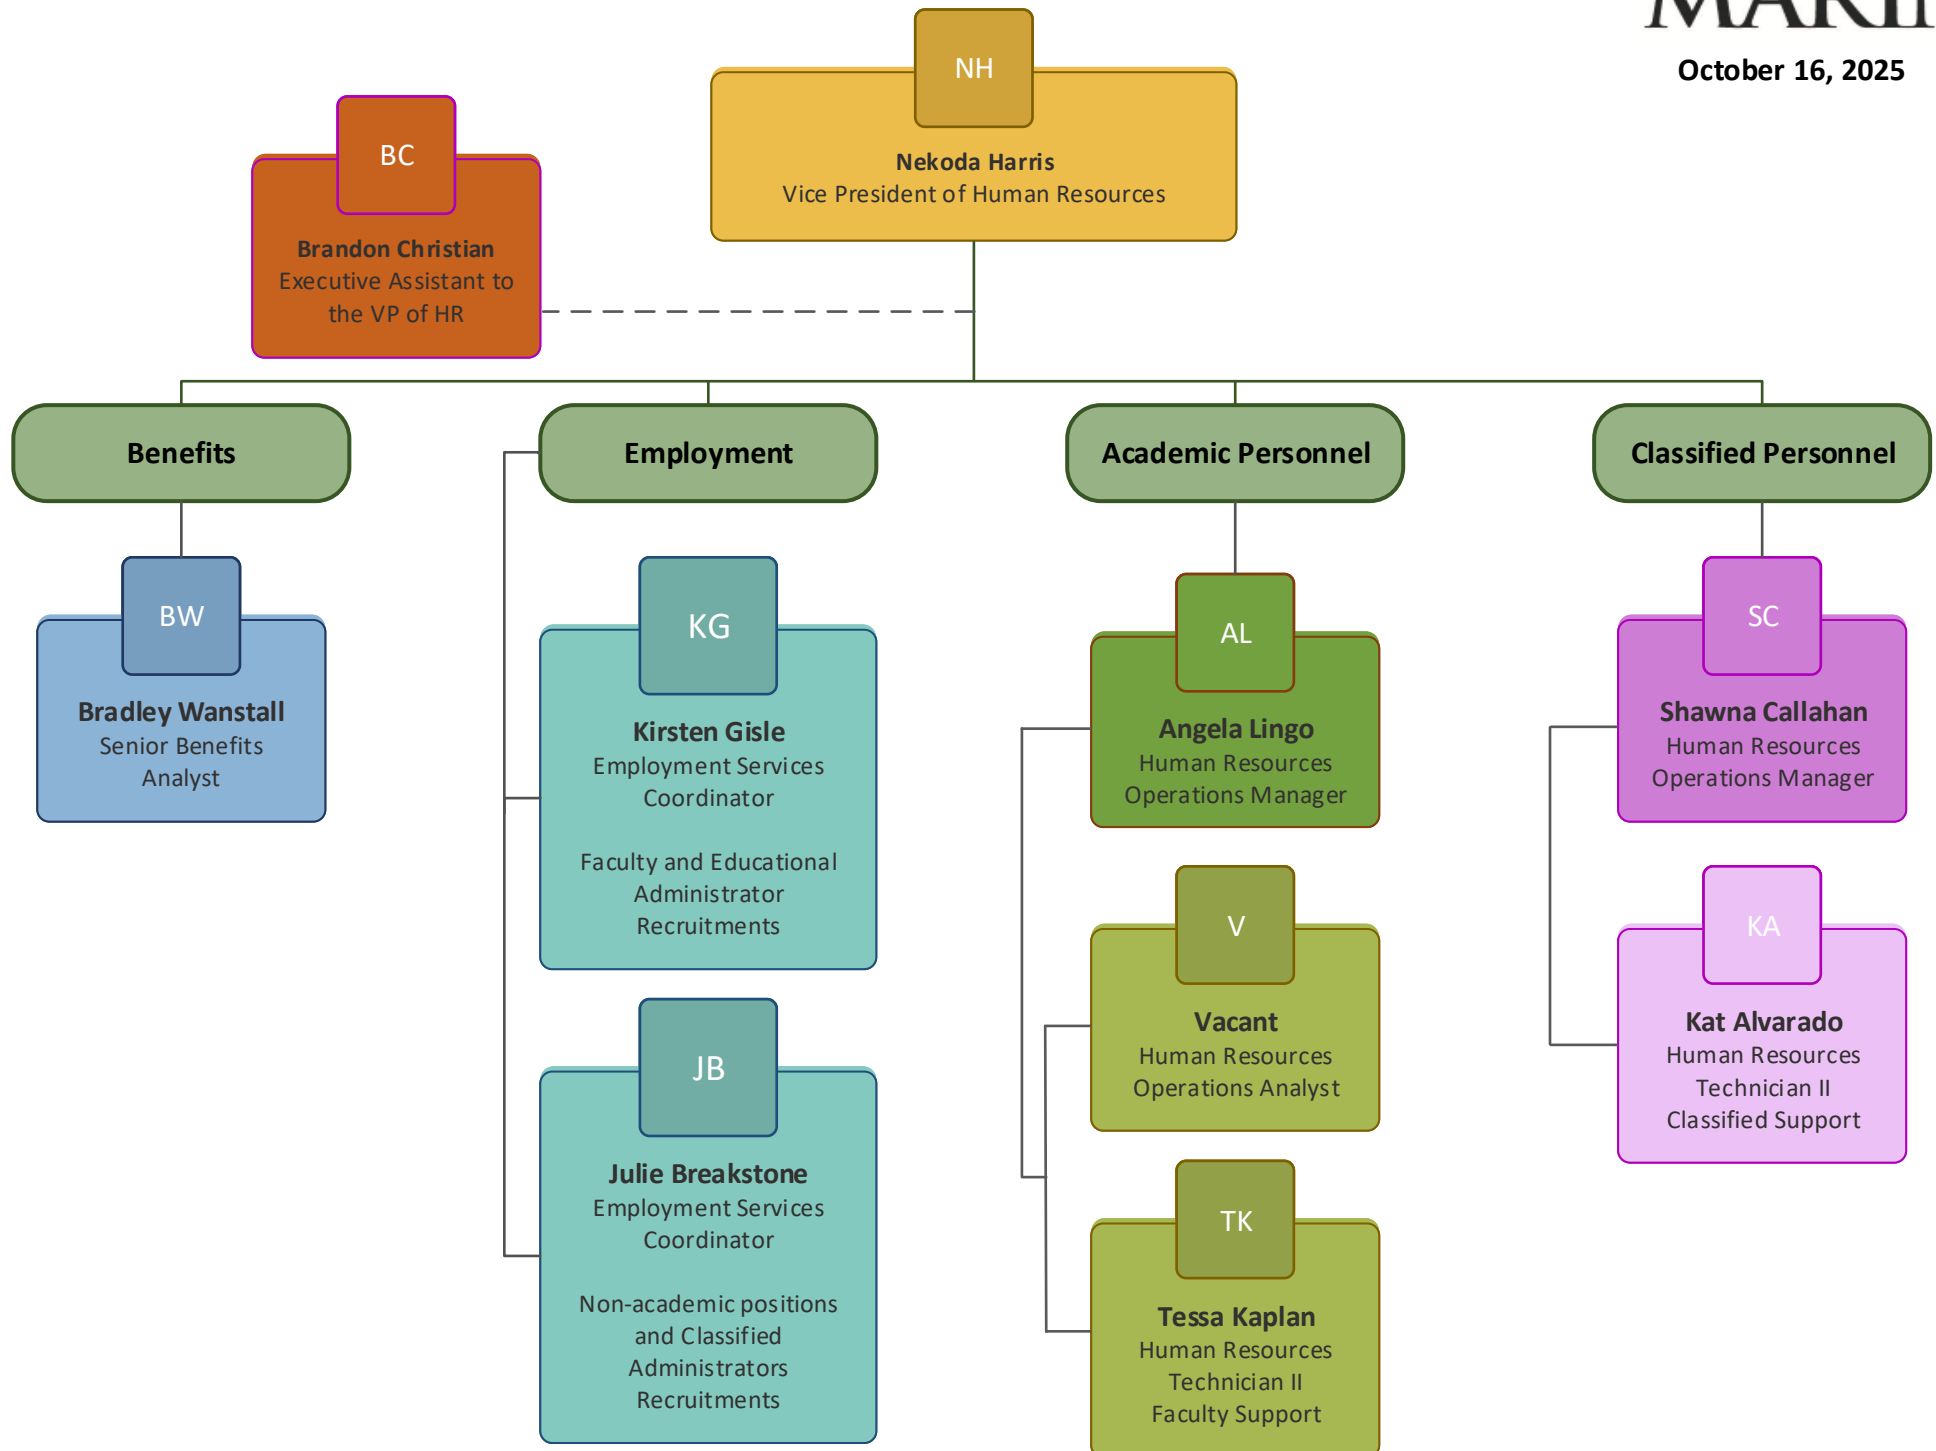 October 16, 2025
NH
Nekoda Harris
Vice President of Human Resources
BC
Brandon Christian
Executive Assistant to
the VP of HR
Benefits
Employment
Academic Personnel
Classified Personnel
BW
Bradley Wanstall
Senior Benefits
Analyst
KG
Kirsten Gisle
Employment Services
Coordinator
Faculty and Educational
Administrator
Recruitments
JB
Julie Breakstone
Employment Services
Coordinator
Non-academic positions
and Classified
Administrators
Recruitments
AL
Angela Lingo
Human Resources
Operations Manager
V
Vacant
Human Resources
Operations Analyst
TK
Tessa Kaplan
Human Resources
Technician II
Faculty Support
SC
Shawna Callahan
Human Resources
Operations Manager
KA
Kat Alvarado
Human Resources
Technician II
Classified Support